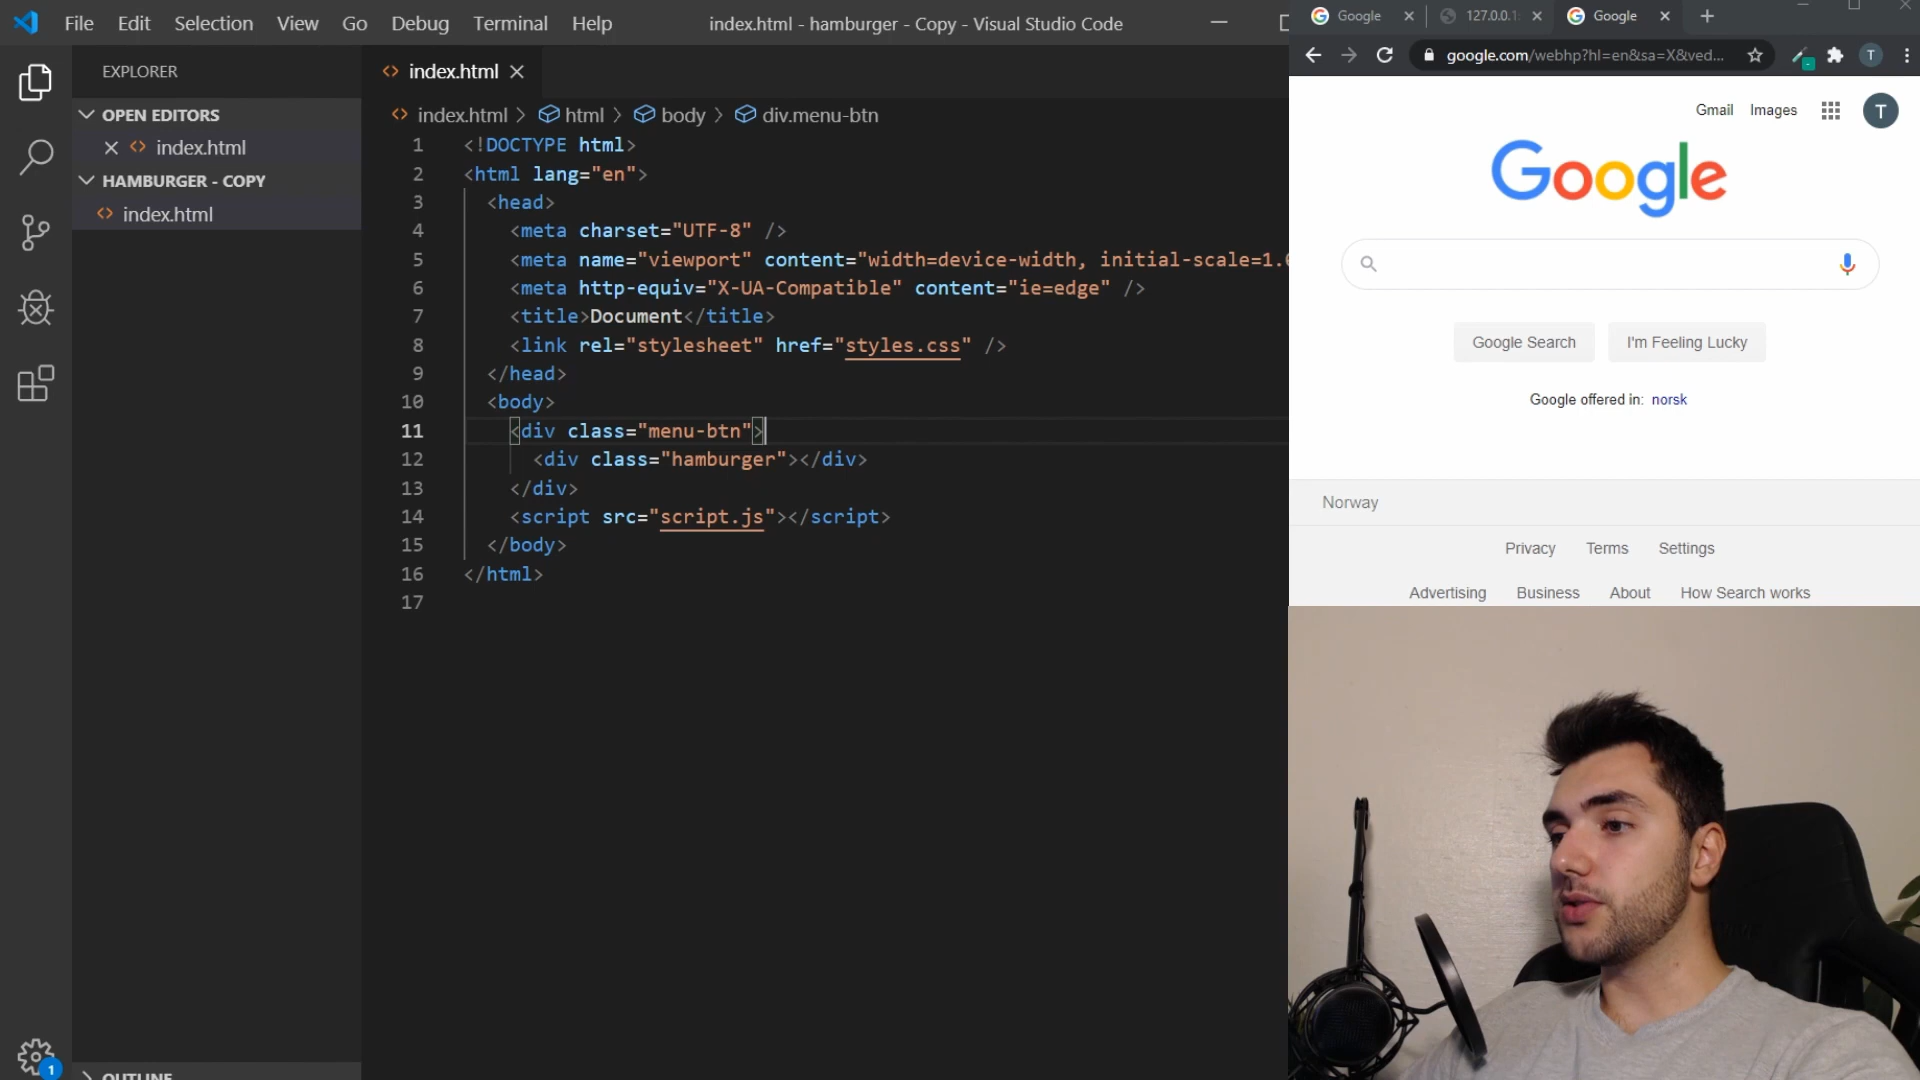 File Edit Selection View Go Debug Terminal Help
index.html - hamburger - Copy - Visual Studio Code
EXPLORER
OPEN EDITORS
index.html
HAMBURGER - COPY
index.html
OUTLINE
1
index.html
index.html > html > body > div.menu-btn
1 <!DOCTYPE html>
2 <html lang="en">
3 <head>
4 <meta charset="UTF-8" />
5 <meta name="viewport" content="width=device-width, initial-scale=1.
6 <meta http-equiv="X-UA-Compatible" content="ie=edge" />
7 <title>Document</title>
8 <link rel="stylesheet" href="styles.css" />
9 </head>
10 <body>
11 <div class="menu-btn">
12 <div class="hamburger"></div>
13 </div>
14 <script src="script.js"></script>
15 </body>
16 </html>
17
Google 127.0.0.1: Google
google.com/webhp?hl=en&sa=X&ved... T
Gmail Images T
Google
Google Search I'm Feeling Lucky
Google offered in: norsk
Norway
Privacy Terms Settings
Advertising Business About How Search works